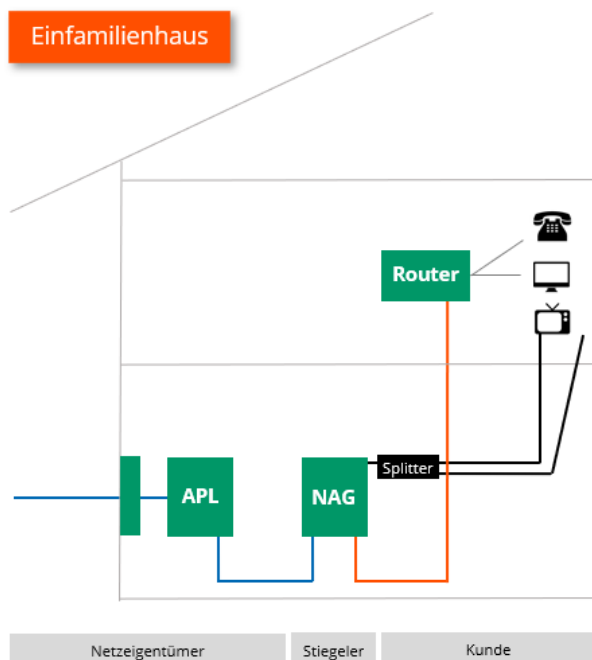 Einfamilienhaus
Router
APL
NAG
Splitter
Netzeigentümer
Stiegeler
Kunde